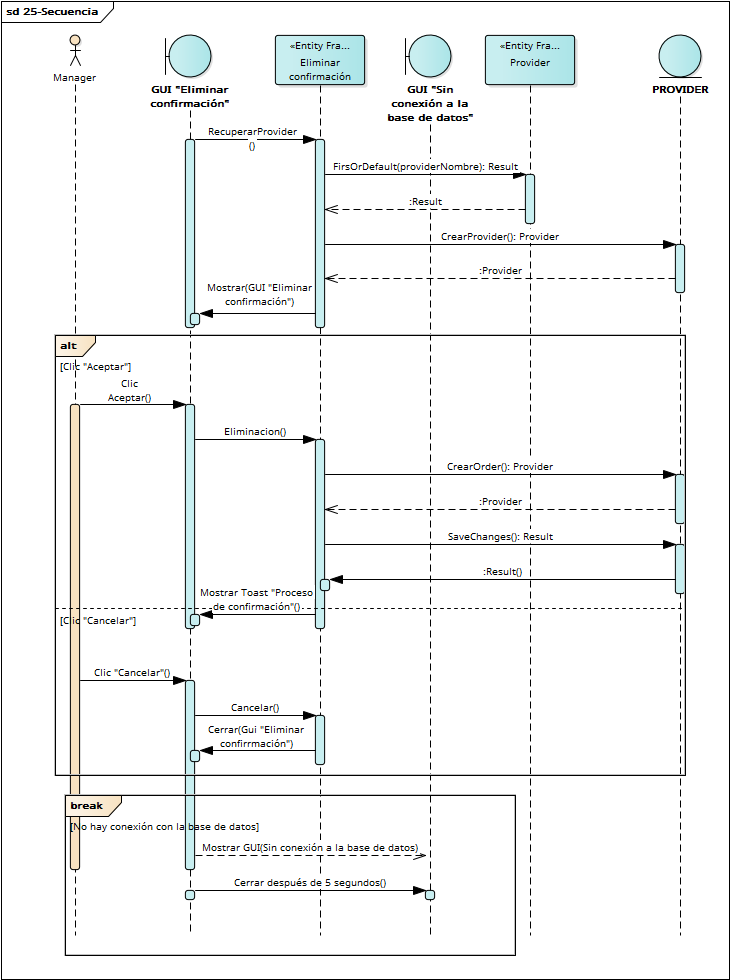 sd 25-Secuencia
Manager
GUI "Eliminar
confirmación"
«Entity Fra...
Eliminar
confirmación
GUI "Sin
conexión a la
base de datos"
«Entity Fra...
Provider
PROVIDER
RecuperarProvider
()
FirsOrDefault(providerNombre): Result
:Result
CrearProvider(): Provider
:Provider
Mostrar(GUI "Eliminar
confirmación")
alt
[Clic "Aceptar"]
Clic
Aceptar()
Eliminacion()
CrearOrder(): Provider
:Provider
SaveChanges(): Result
:Result()
Mostrar Toast "Proceso
de confirmación"()
[Clic "Cancelar"]
Clic "Cancelar"()
Cancelar()
Cerrar(Gui "Eliminar
confirrmación")
break
[No hay conexión con la base de datos]
Mostrar GUI(Sin conexión a la base de datos)
Cerrar después de 5 segundos()